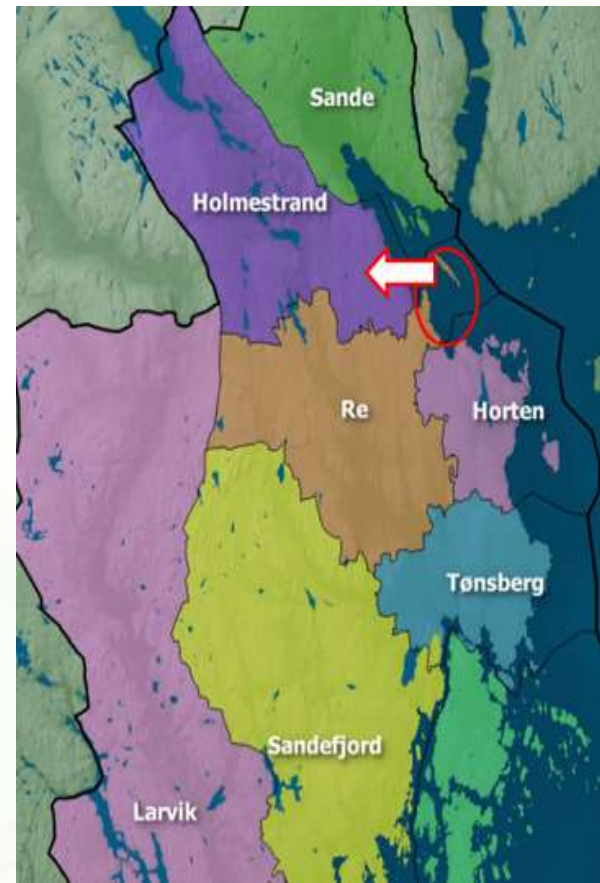 Sande
Holmestrand
Re
Horten
Tønsberg
Sandefjord
Larvik